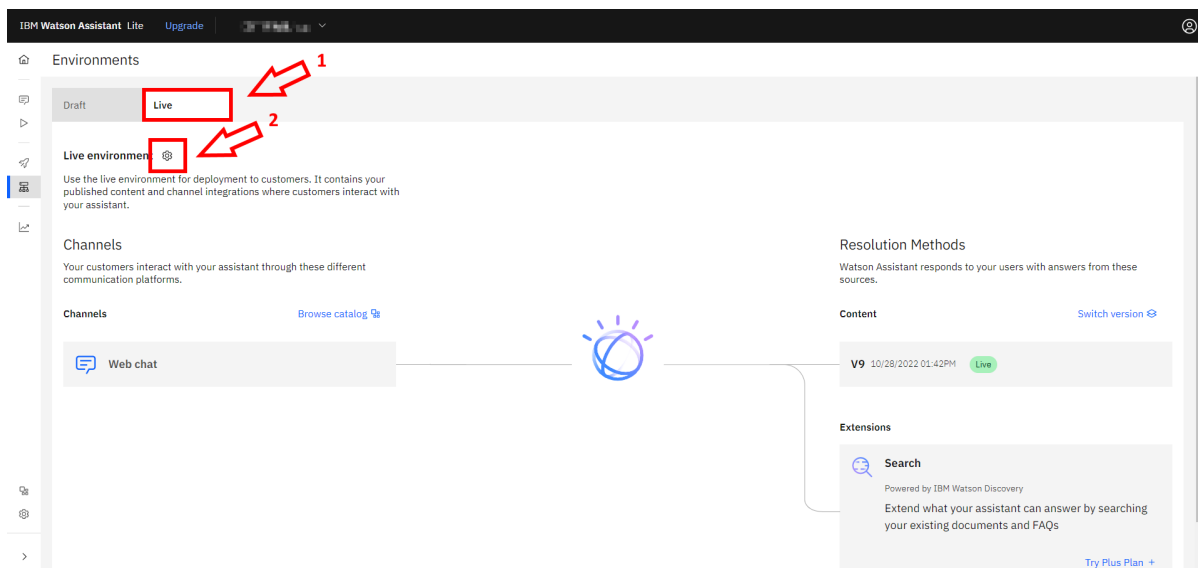 IBM Watson Assistant Lite Upgrade
Environments
1
Draft Live
2
Live environment
Use the live environment for deployment to customers. It contains your
published content and channel integrations where customers interact with
your assistant.
Channels
Your customers interact with your assistant through these different
communication platforms.
Channels Browse catalog
Web chat
Resolution Methods
Watson Assistant responds to your users with answers from these
sources.
Content Switch version
V9 10/28/2022 01:42PM Live
Extensions
Search
Powered by IBM Watson Discovery
Extend what your assistant can answer by searching
your existing documents and FAQs
Try Plus Plan +